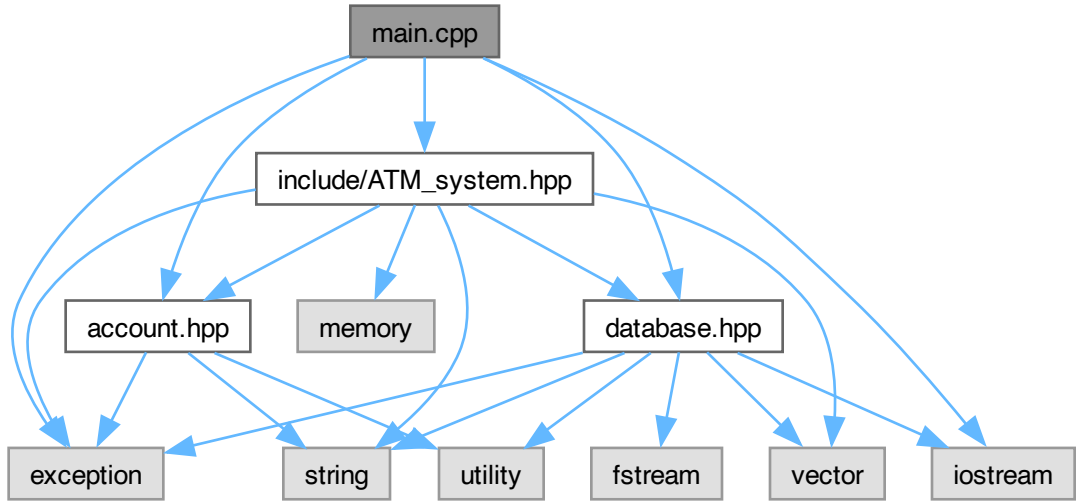 main.cpp
include/ATM_system.hpp
account.hpp
memory
database.hpp
exception
string
utility
fstream
vector
iostream